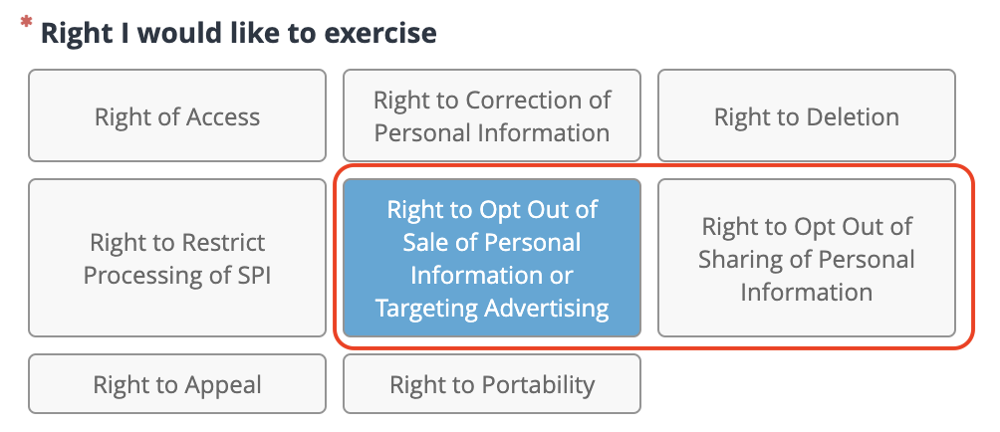 * Right I would like to exercise
Right of Access
Right to Correction of
Personal Information
Right to Deletion
Right to Restrict
Processing of SPI
Right to Opt Out of
Sale of Personal
Information or
Targeting Advertising
Right to Opt Out of
Sharing of Personal
Information
Right to Appeal
Right to Portability